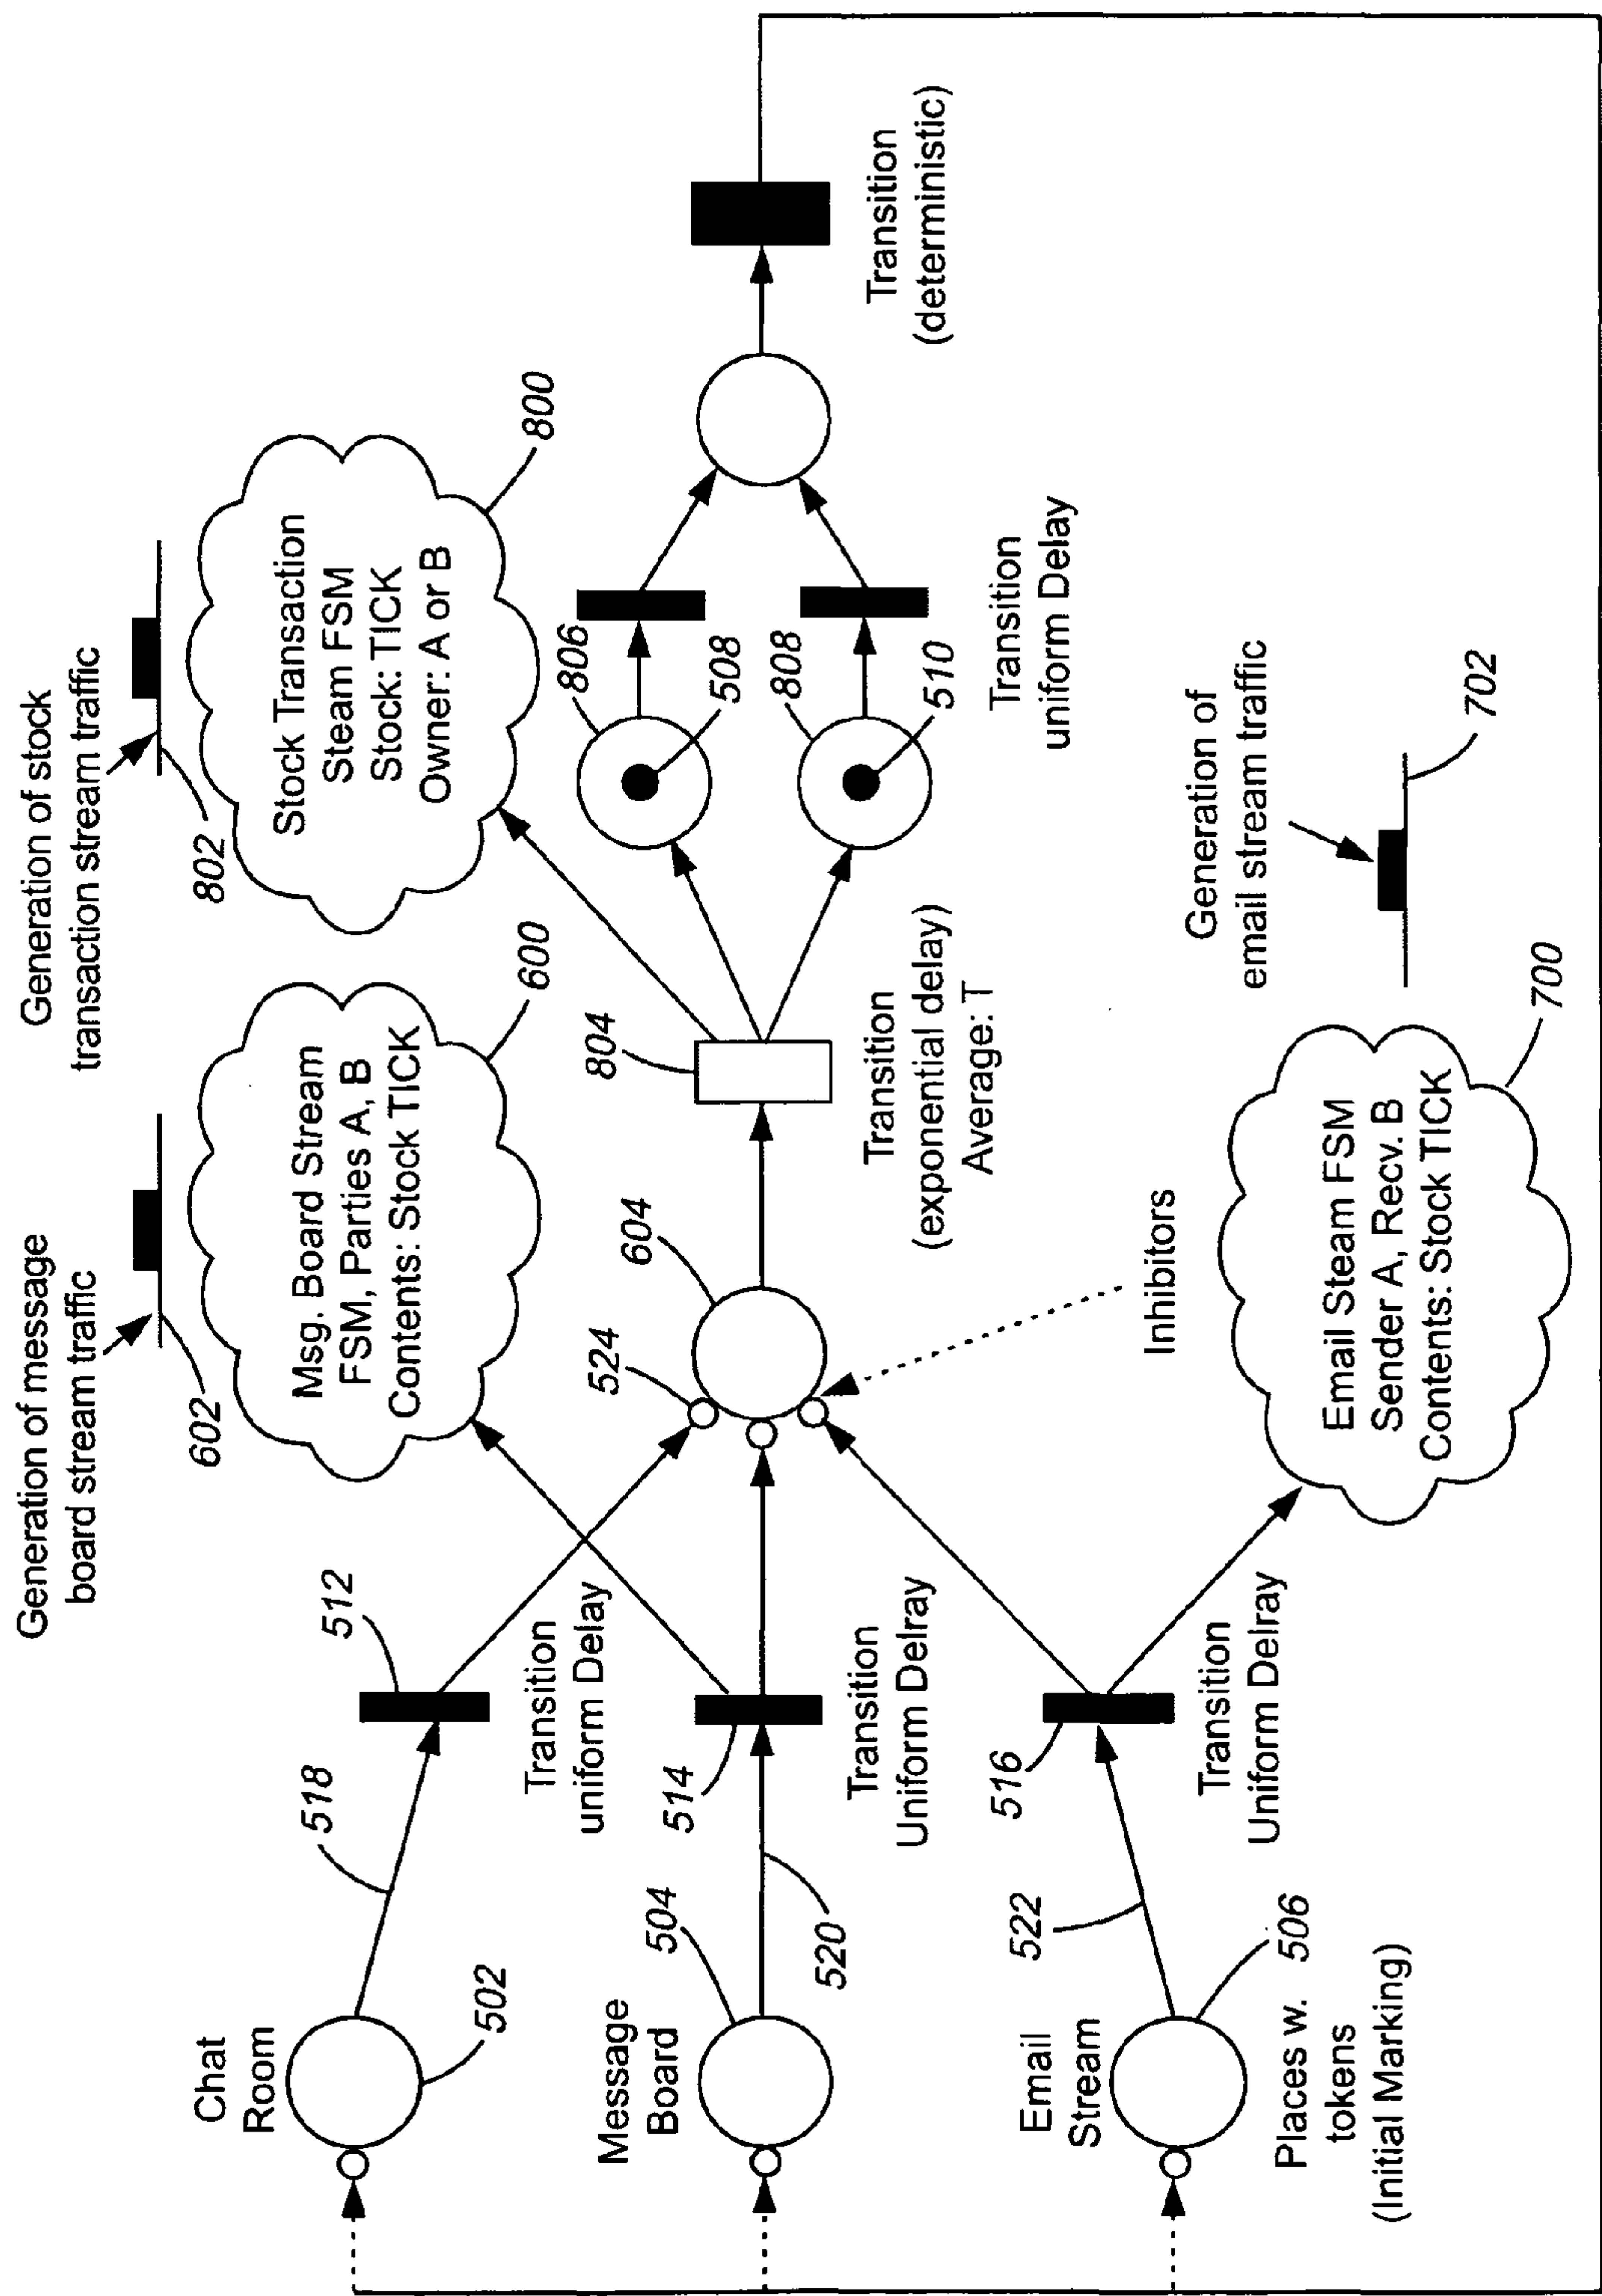 Generation of message
board stream traffic
602
Generation of stock
transaction stream traffic
802
Msg. Board Stream
FSM, Parties A, B
Contents: Stock TICK
600
Stock Transaction
Steam FSM
Stock: TICK
Owner: A or B
800
Chat
Room
502
518
512
Transition
uniform Delay
Message
Board
504
520
514
Transition
Uniform Delray
524
604
804
Transition
(exponential delay)
Average: T
806
508
808
510
Transition
uniform Delay
Transition
(deterministic)
Email
Stream
506
Places w.
tokens
(Initial Marking)
522
516
Transition
Uniform Delray
Inhibitors
Email Steam FSM
Sender A, Recv. B
Contents: Stock TICK
700
Generation of
email stream traffic
702